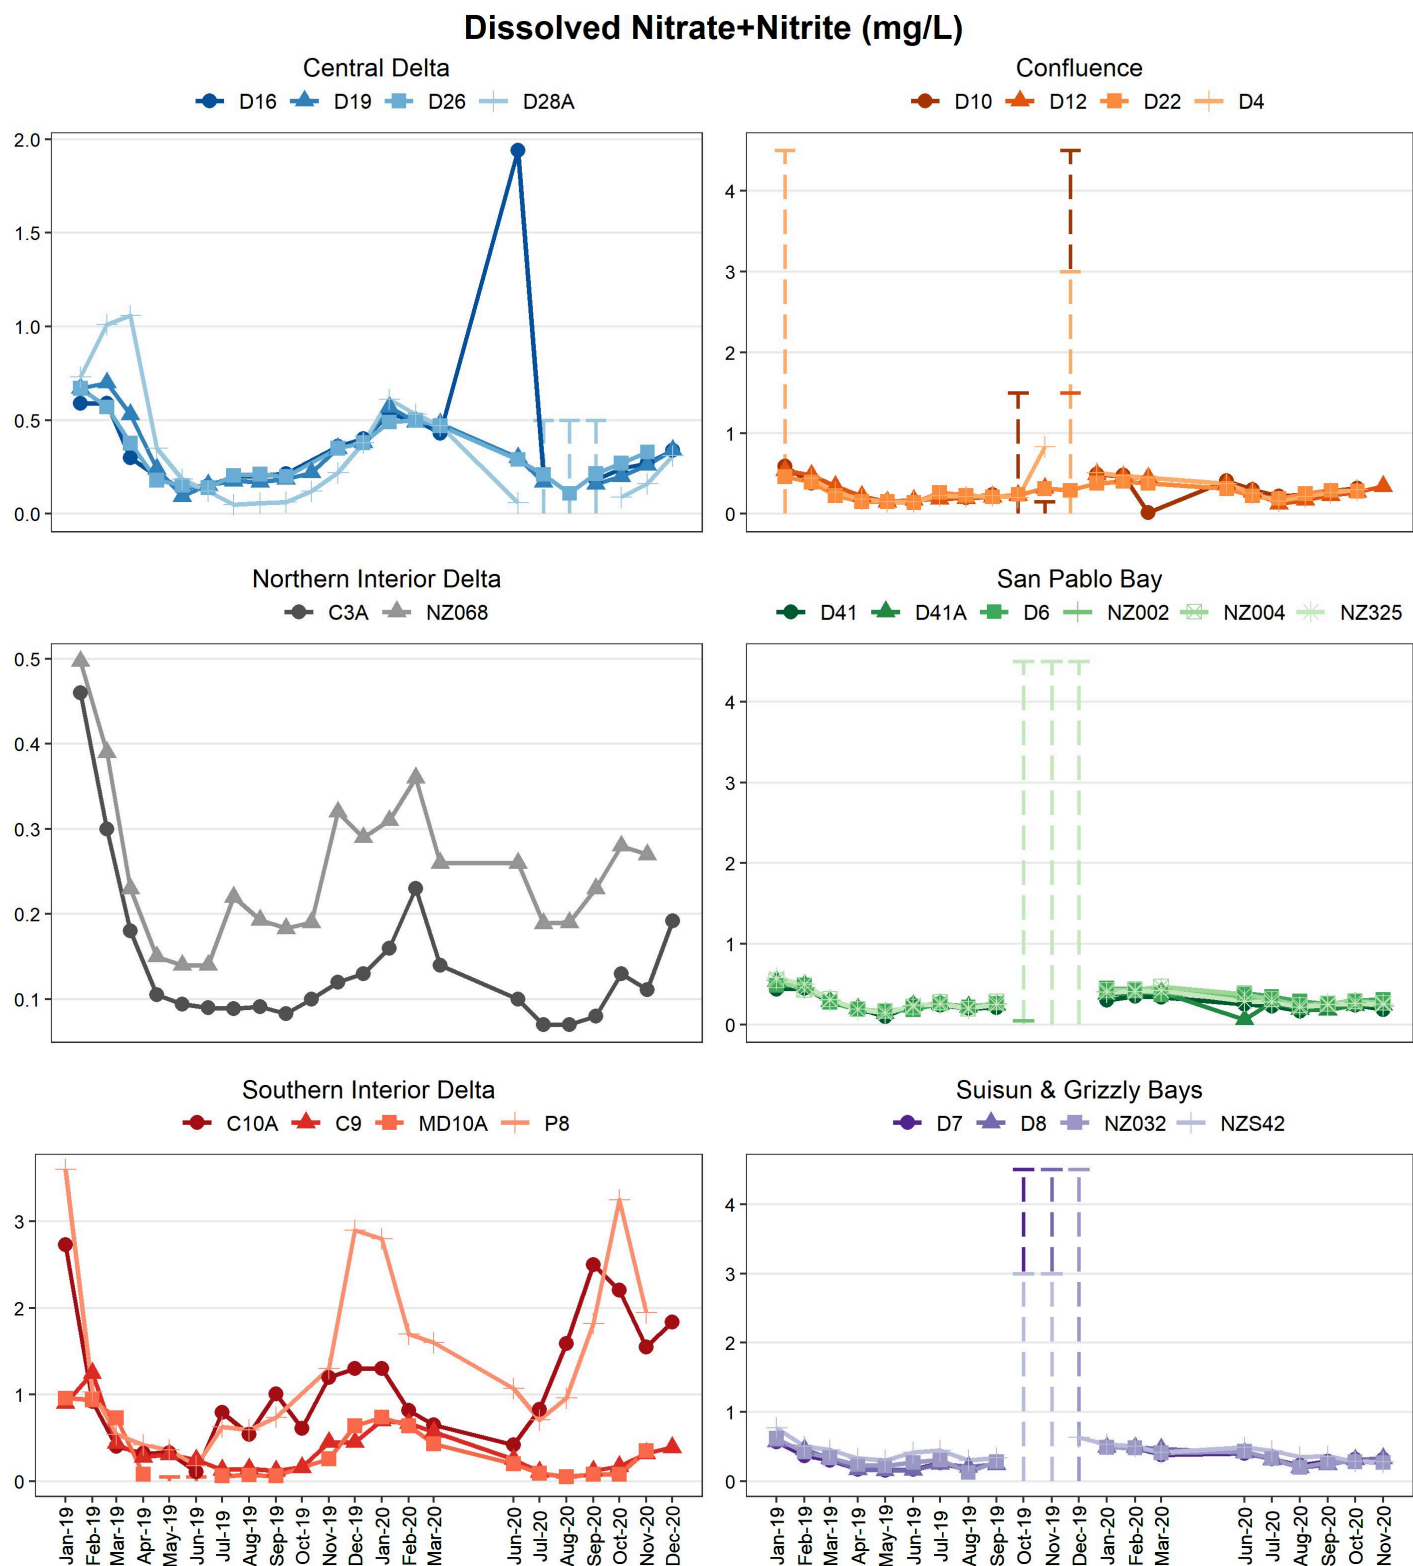 Dissolved Nitrate+Nitrite (mg/L)
Central Delta
D16 D19 D26 D28A
2.0
1.5
1.0
0.5
0.0
Confluence
D10 D12 D22 D4
4
3
2
1
0
Northern Interior Delta
C3A NZ068
0.5
0.4
0.3
0.2
0.1
San Pablo Bay
D41 D41A D6 NZ002 NZ004 NZ325
4
3
2
1
0
Southern Interior Delta
C10A C9 MD10A P8
3
2
1
0
Jan-19 Feb-19 Mar-19 Apr-19 May-19 Jun-19 Jul-19 Aug-19 Sep-19 Oct-19 Nov-19 Dec-19 Jan-20 Feb-20 Mar-20 Jun-20 Jul-20 Aug-20 Sep-20 Oct-20 Nov-20 Dec-20
Suisun & Grizzly Bays
D7 D8 NZ032 NZS42
4
3
2
1
0
Jan-19 Feb-19 Mar-19 Apr-19 May-19 Jun-19 Jul-19 Aug-19 Sep-19 Oct-19 Nov-19 Dec-19 Jan-20 Feb-20 Mar-20 Jun-20 Jul-20 Aug-20 Sep-20 Oct-20 Nov-20